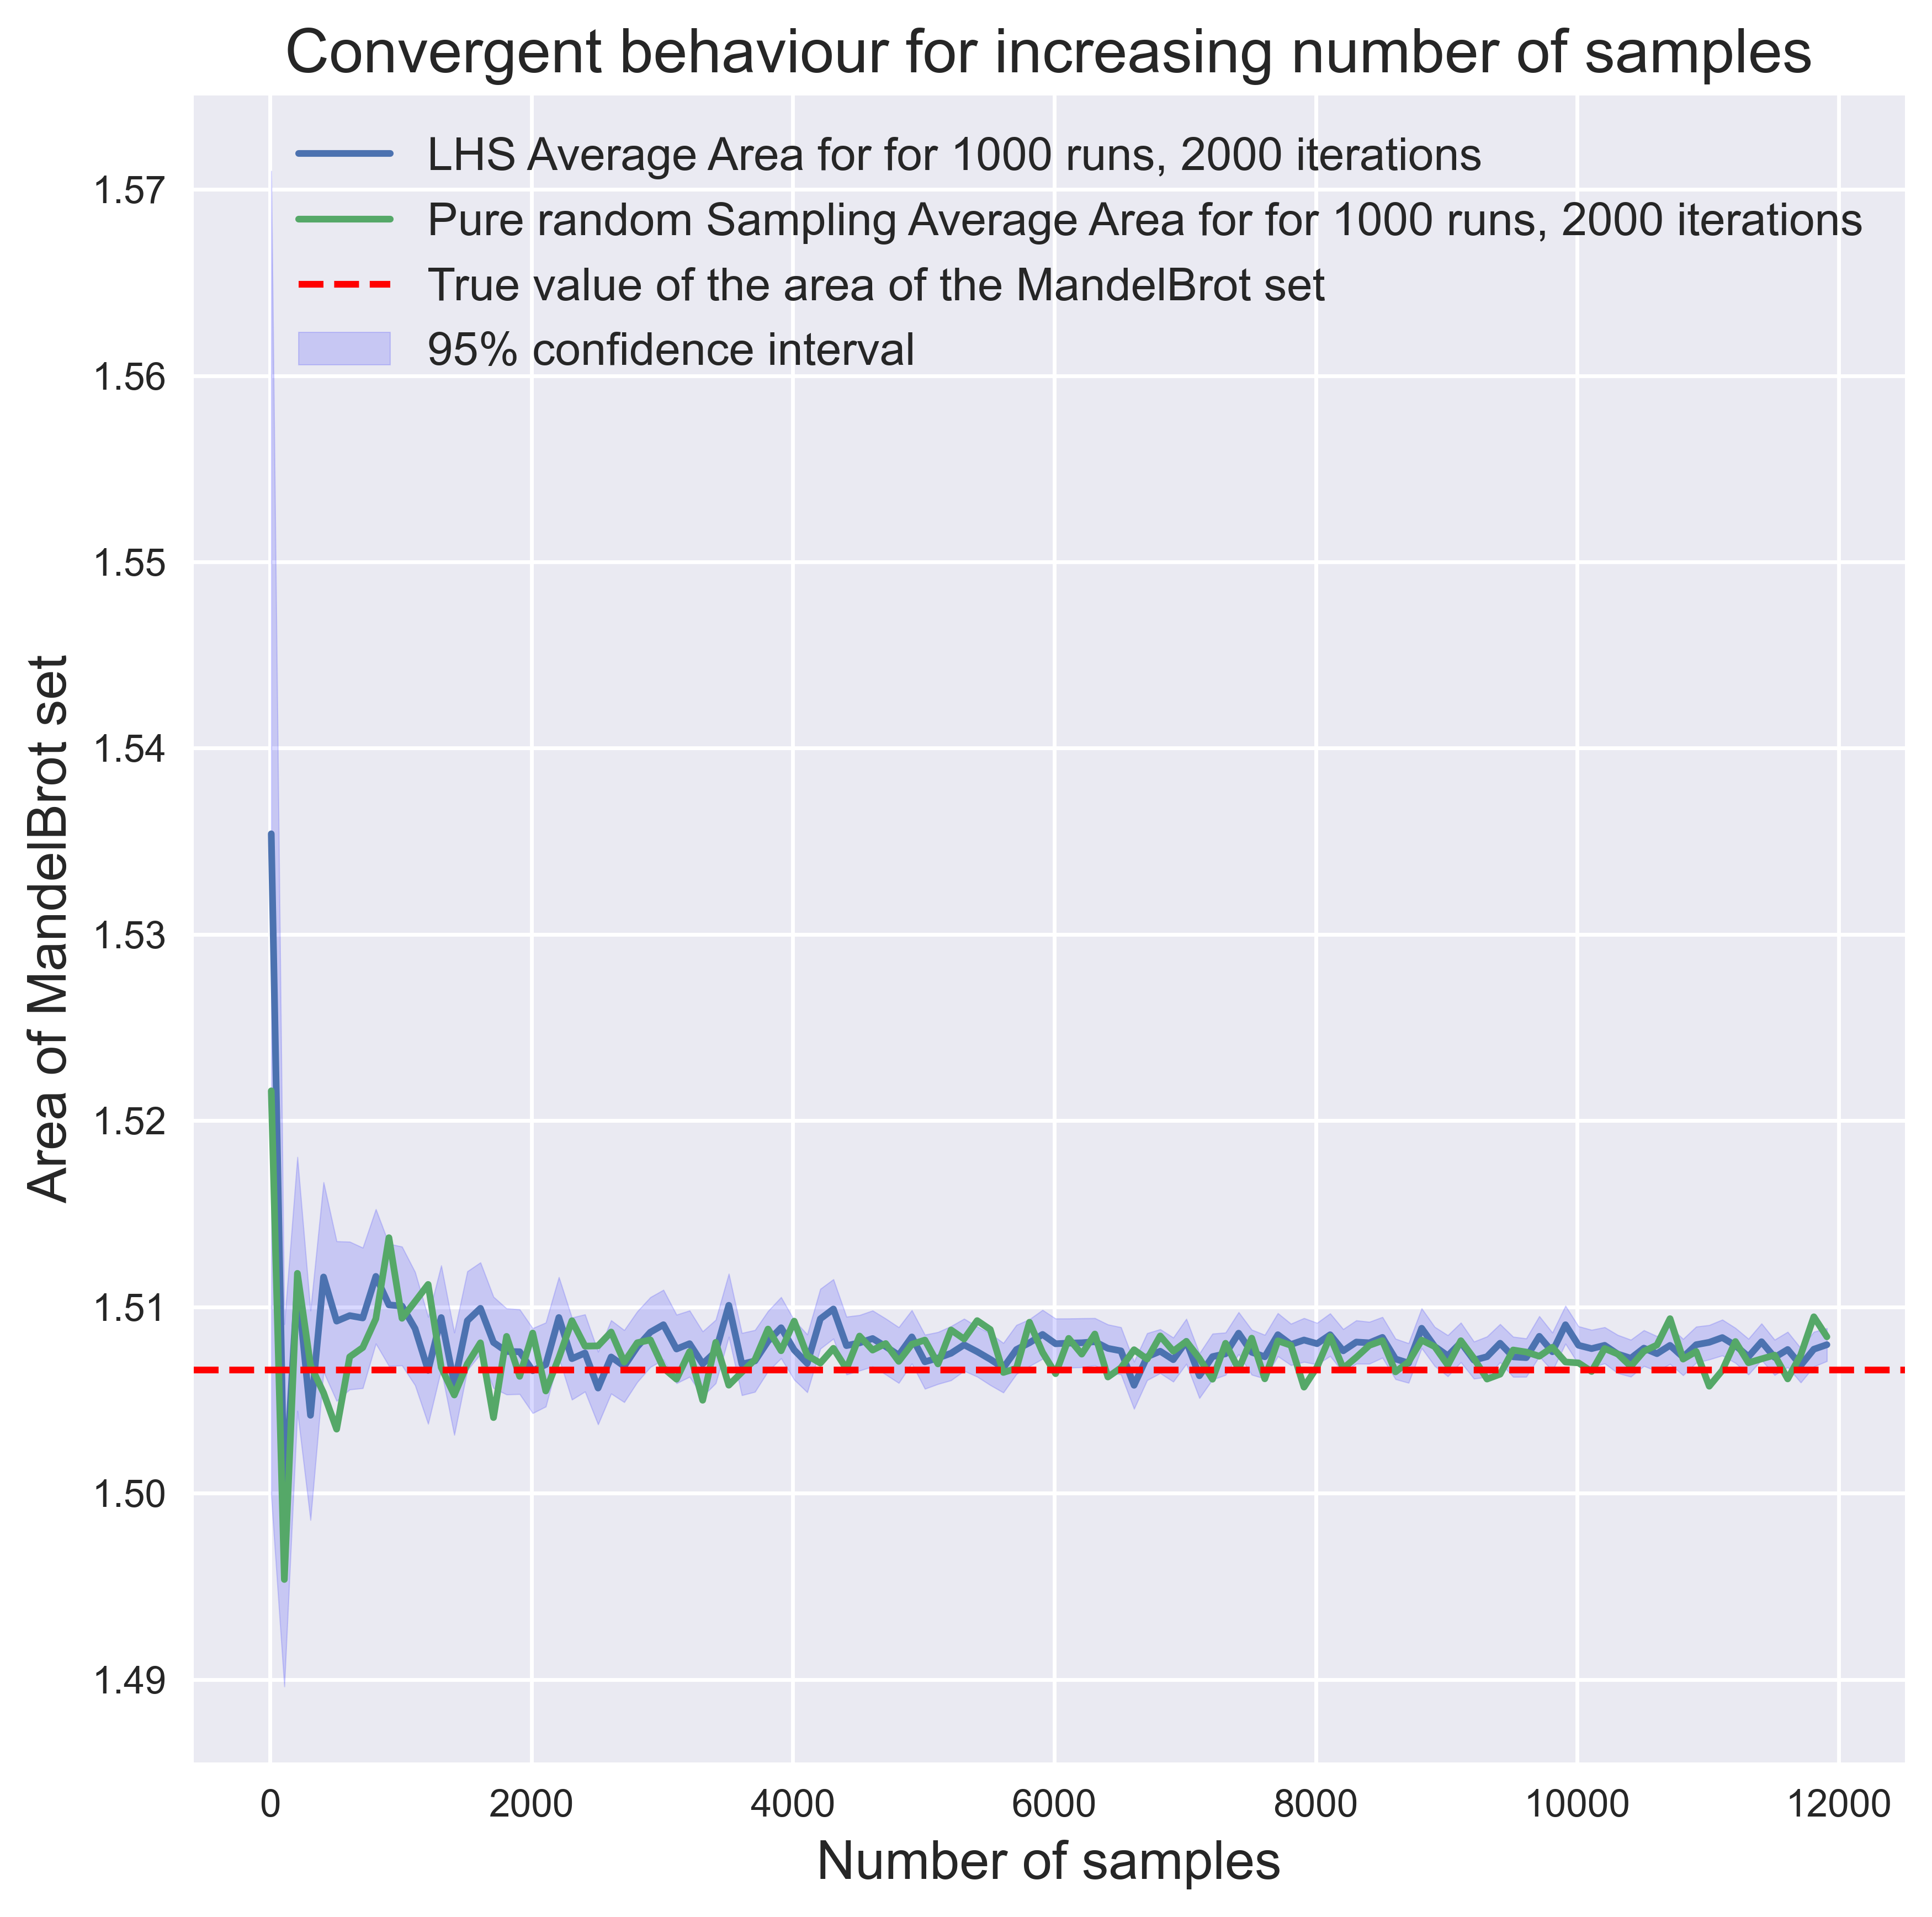 Convergent behaviour for increasing number of samples
LHS Average Area for for 1000 runs, 2000 iterations
Pure random Sampling Average Area for for 1000 runs, 2000 iterations
True value of the area of the MandelBrot set
95% confidence interval
Area of MandelBrot set
1.57
1.56
1.55
1.54
1.53
1.52
1.51
1.50
1.49
0 2000 4000 6000 8000 10000 12000
Number of samples